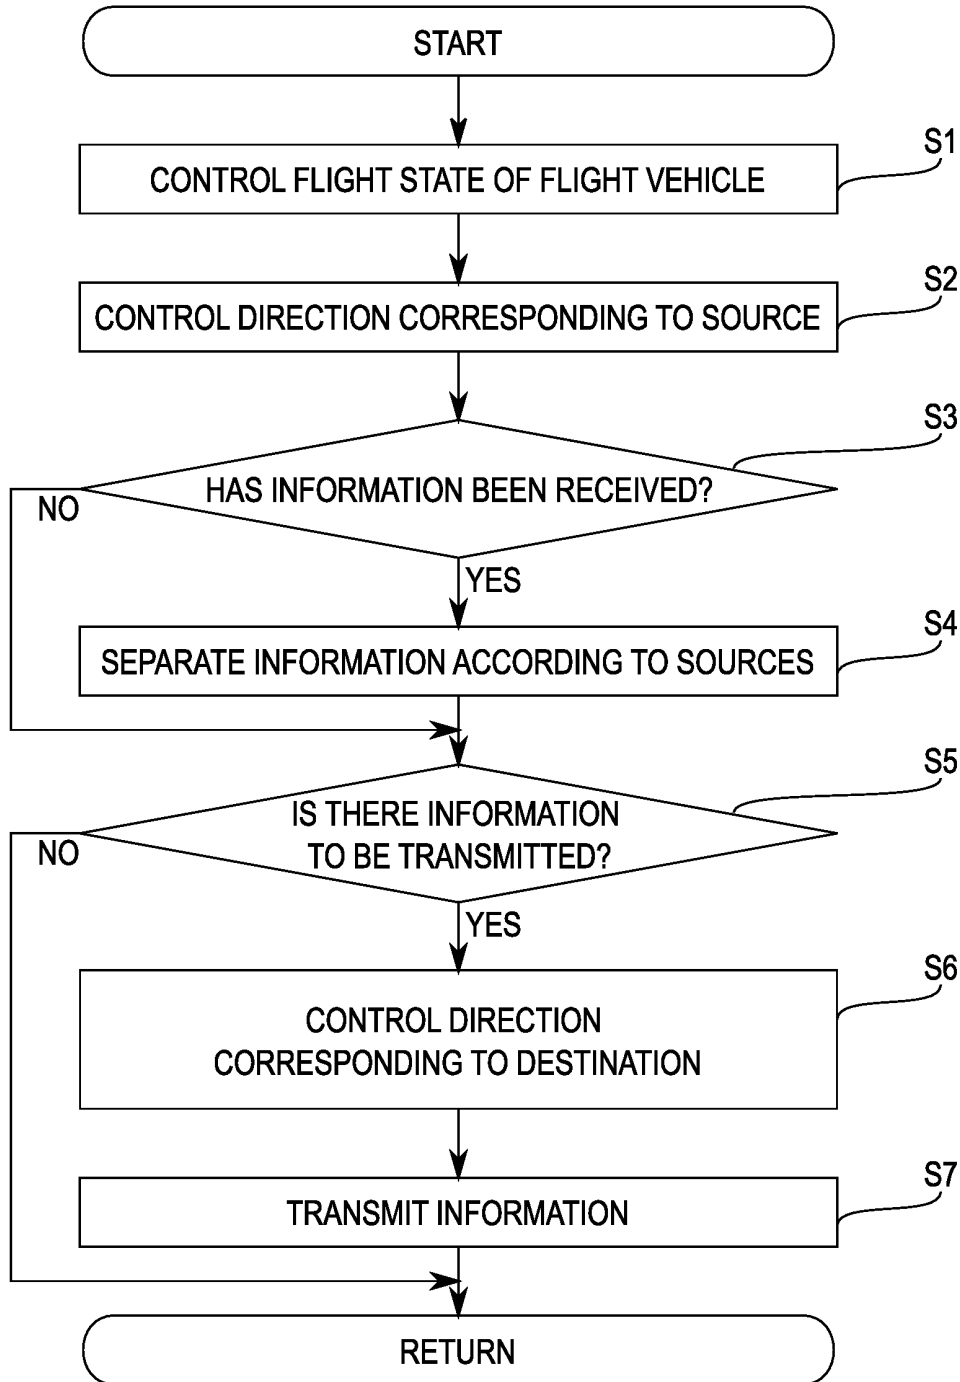 START
S1
CONTROL FLIGHT STATE OF FLIGHT VEHICLE
S2
CONTROL DIRECTION CORRESPONDING TO SOURCE
S3
HAS INFORMATION BEEN RECEIVED?
NO
YES
S4
SEPARATE INFORMATION ACCORDING TO SOURCES
S5
IS THERE INFORMATION
TO BE TRANSMITTED?
NO
YES
S6
CONTROL DIRECTION
CORRESPONDING TO DESTINATION
S7
TRANSMIT INFORMATION
RETURN